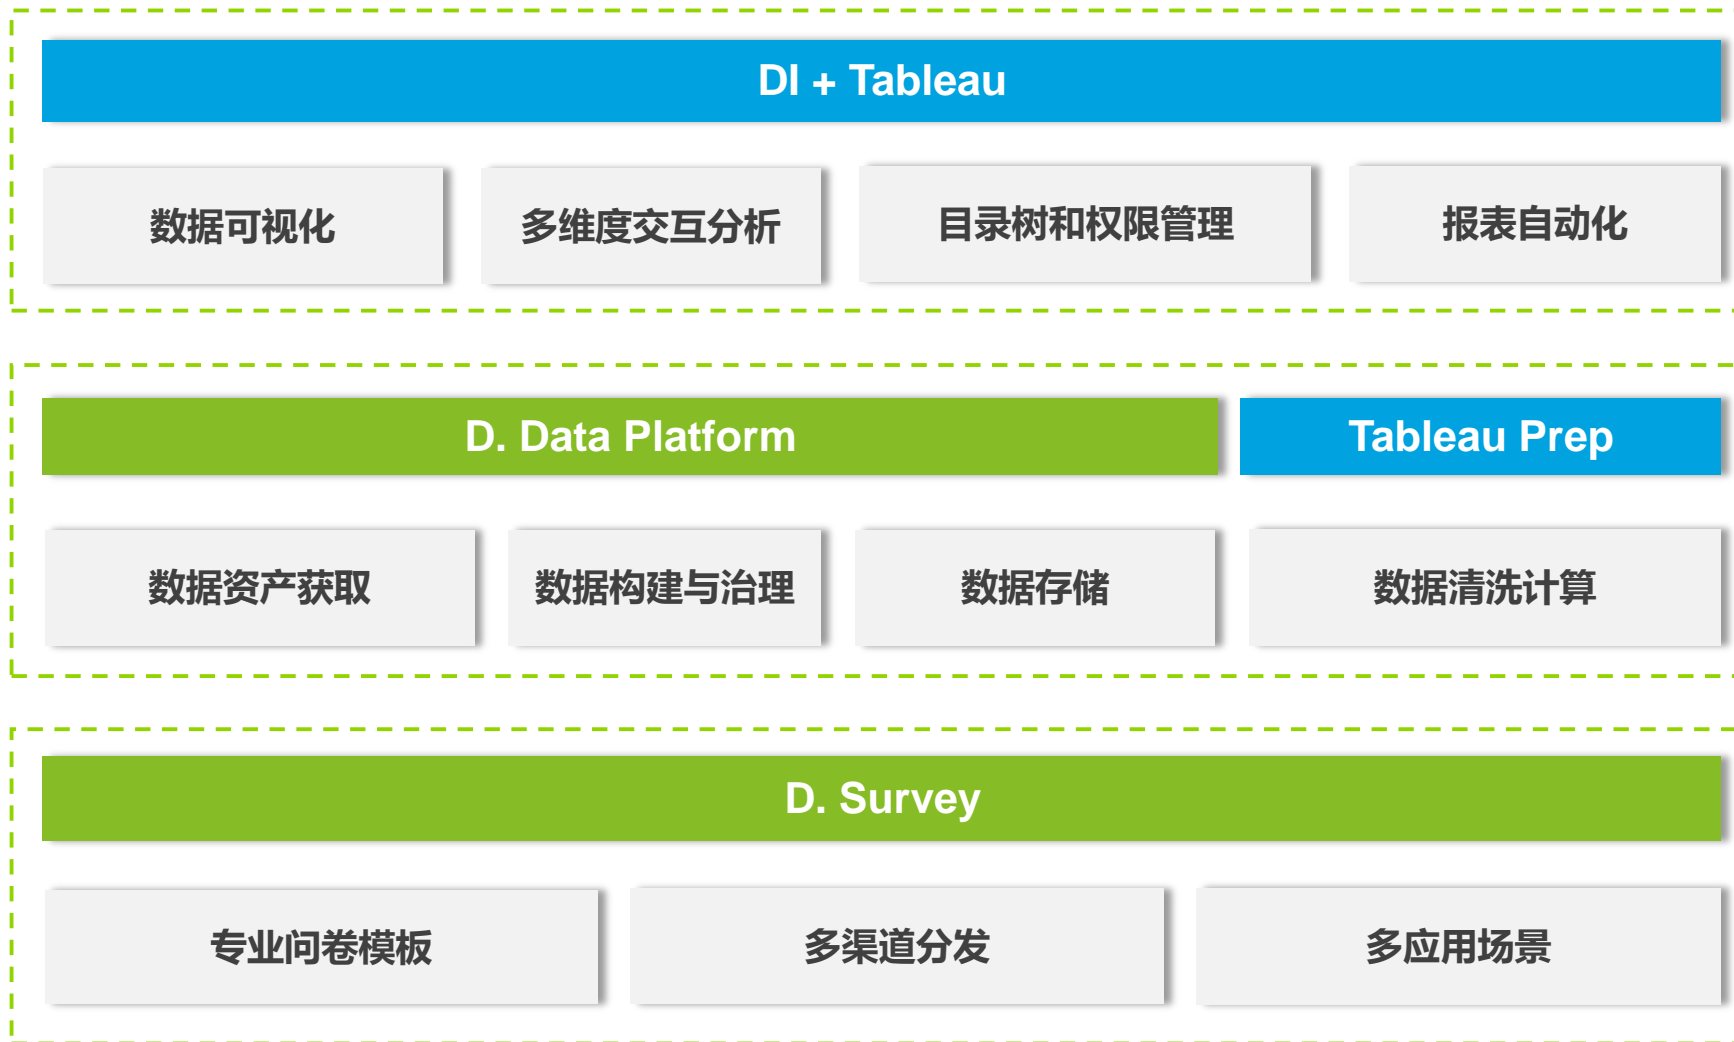 DI + Tableau
数据可视化
多维度交互分析
目录树和权限管理
报表自动化
D. Data Platform
Tableau Prep
数据资产获取
数据构建与治理
数据存储
数据清洗计算
D. Survey
专业问卷模板
多渠道分发
多应用场景